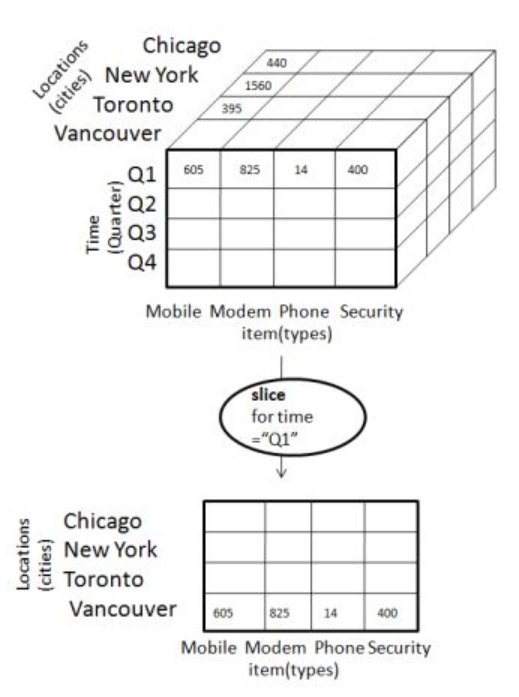 Locations
(cities)
Chicago
New York
Toronto
Vancouver
440
1560
395
Time
(Quarter)
Q1
Q2
Q3
Q4
605 825 14 400
Mobile Modem Phone Security
item(types)
slice
for time
="Q1"
Locations
(cities)
Chicago
New York
Toronto
Vancouver
605 825 14 400
Mobile Modem Phone Security
item(types)